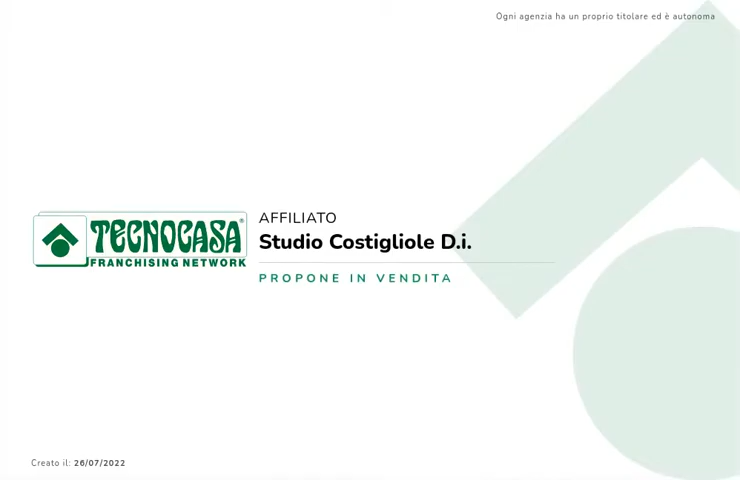 Ogni agenzia ha un proprio titolare ed è autonoma
TECNOCASA®
FRANCHISING NETWORK
AFFILIATO
Studio Costigliole D.i.
PROPONE IN VENDITA
Creato il: 26/07/2022